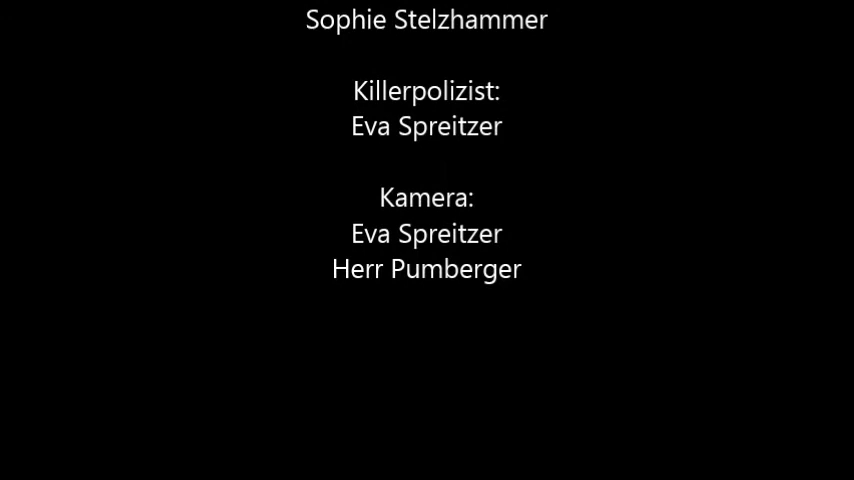 Sophie Stelzhammer
Killerpolizist:
Eva Spreitzer
Kamera:
Eva Spreitzer
Herr Pumberger